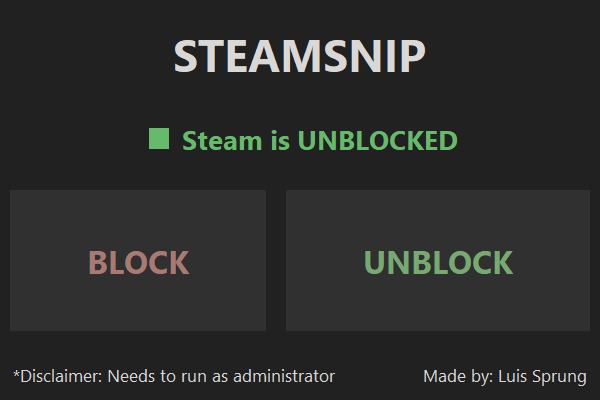 STEAMSNIP
Steam is UNBLOCKED
BLOCK
UNBLOCK
*Disclaimer: Needs to run as administrator
Made by: Luis Sprung